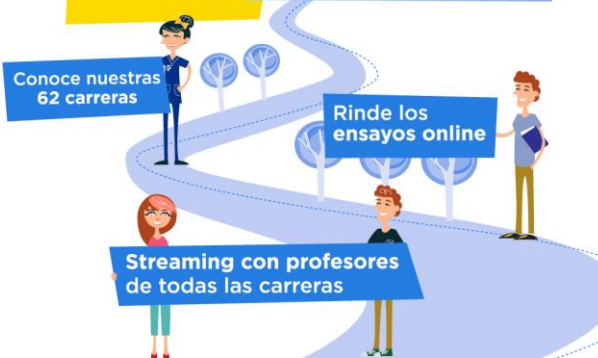 Conoce nuestras
62 carreras
Rinde los
ensayos online
Streaming con profesores
de todas las carreras